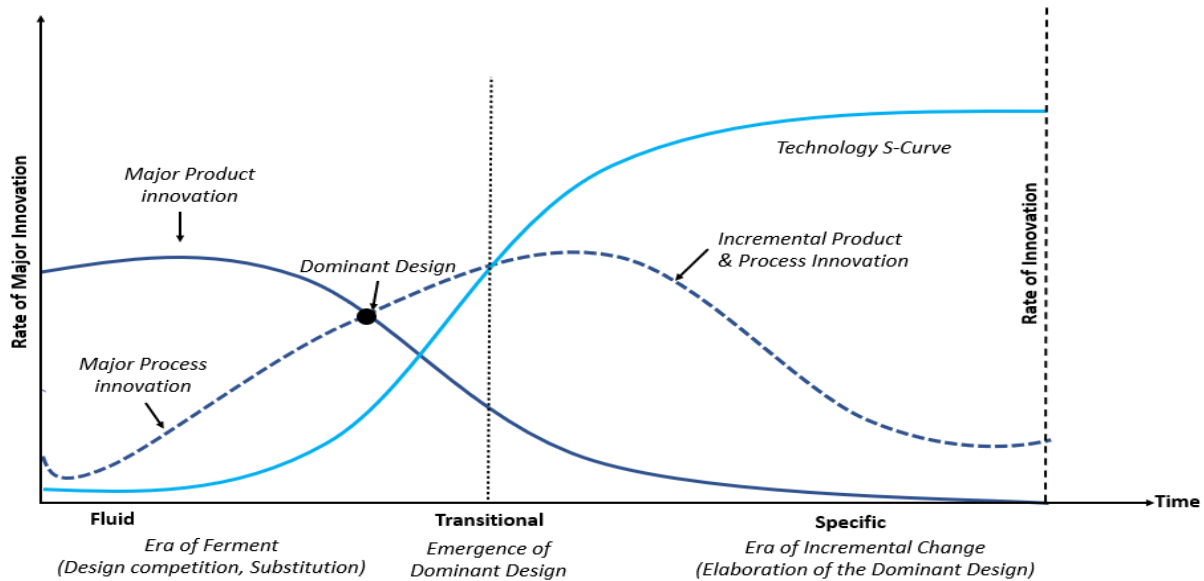 Rate of Major Innovation
Major Product
innovation
Dominant Design
Major Process
innovation
Technology S-Curve
Incremental Product
& Process Innovation
Rate of Innovation
Time
Fluid
Transitional
Specific
Era of Ferment
(Design competition, Substitution)
Emergence of
Dominant Design
Era of Incremental Change
(Elaboration of the Dominant Design)